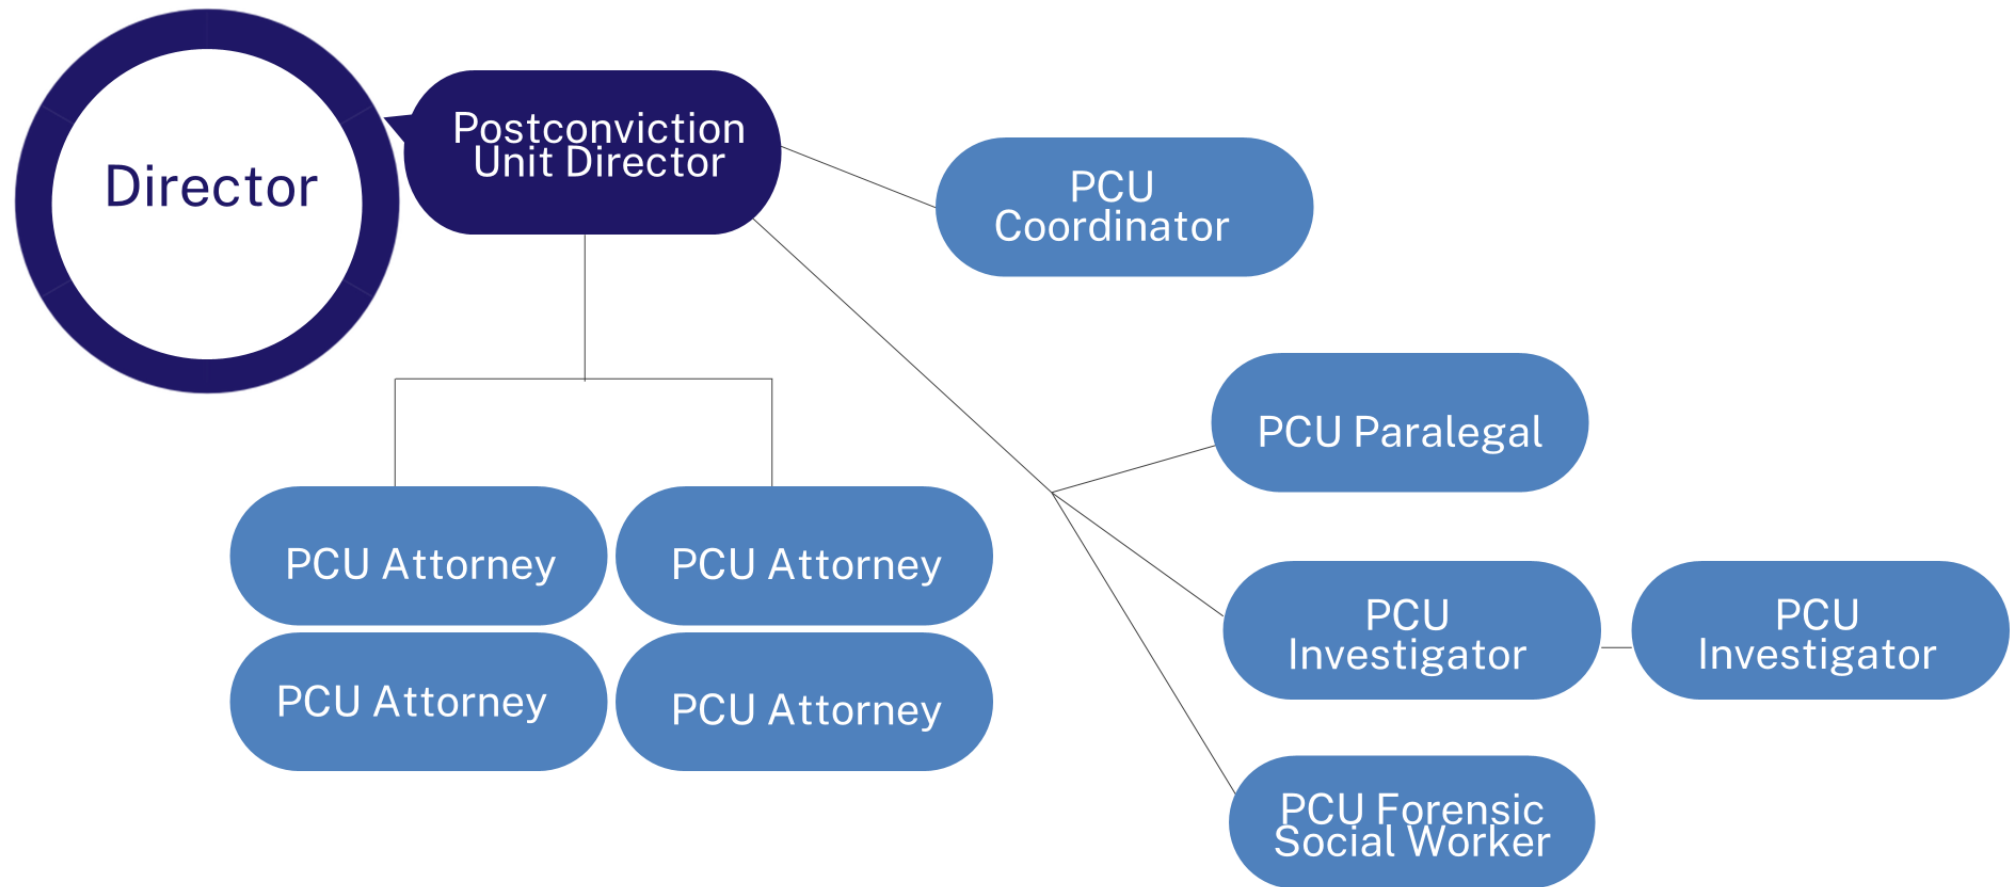 Director
Postconviction
Unit Director
PCU
Coordinator
PCU Paralegal
PCU Attorney
PCU Attorney
PCU Attorney
PCU Attorney
PCU
Investigator
PCU
Investigator
PCU Forensic
Social Worker